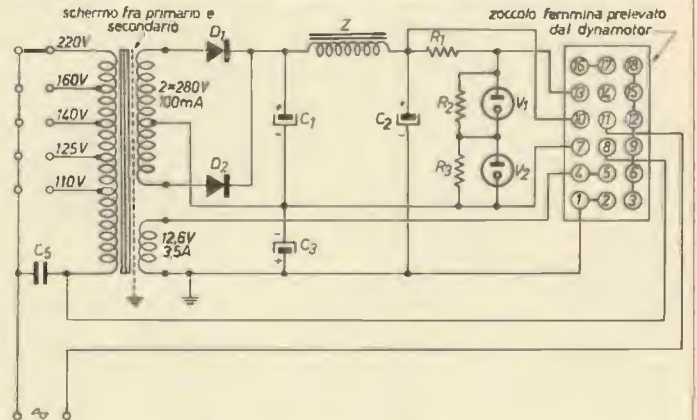 schermo fra primario e
secondario
zoccolo femmina prelevato
dal dynamotor
220V
160V
140V
125V
110V
2×280V
100mA
12,6V
3,5A
D1
D2
Z
R1
R2
R3
C1
C2
C3
C5
V1
V2
16 17 18
13 14 15
10 11 12
7 8 9
4 5 6
1 2 3